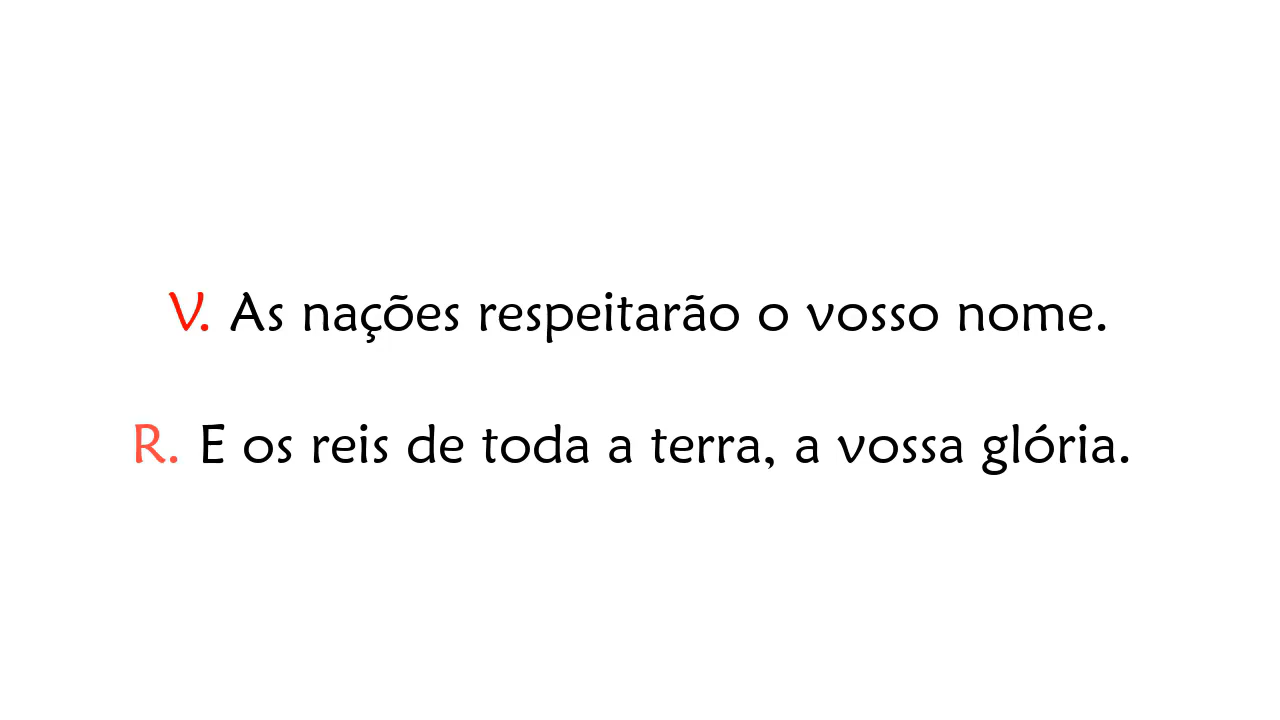 V. As nações respeitarão o vosso nome.
R. E os reis de toda a terra, a vossa glória.